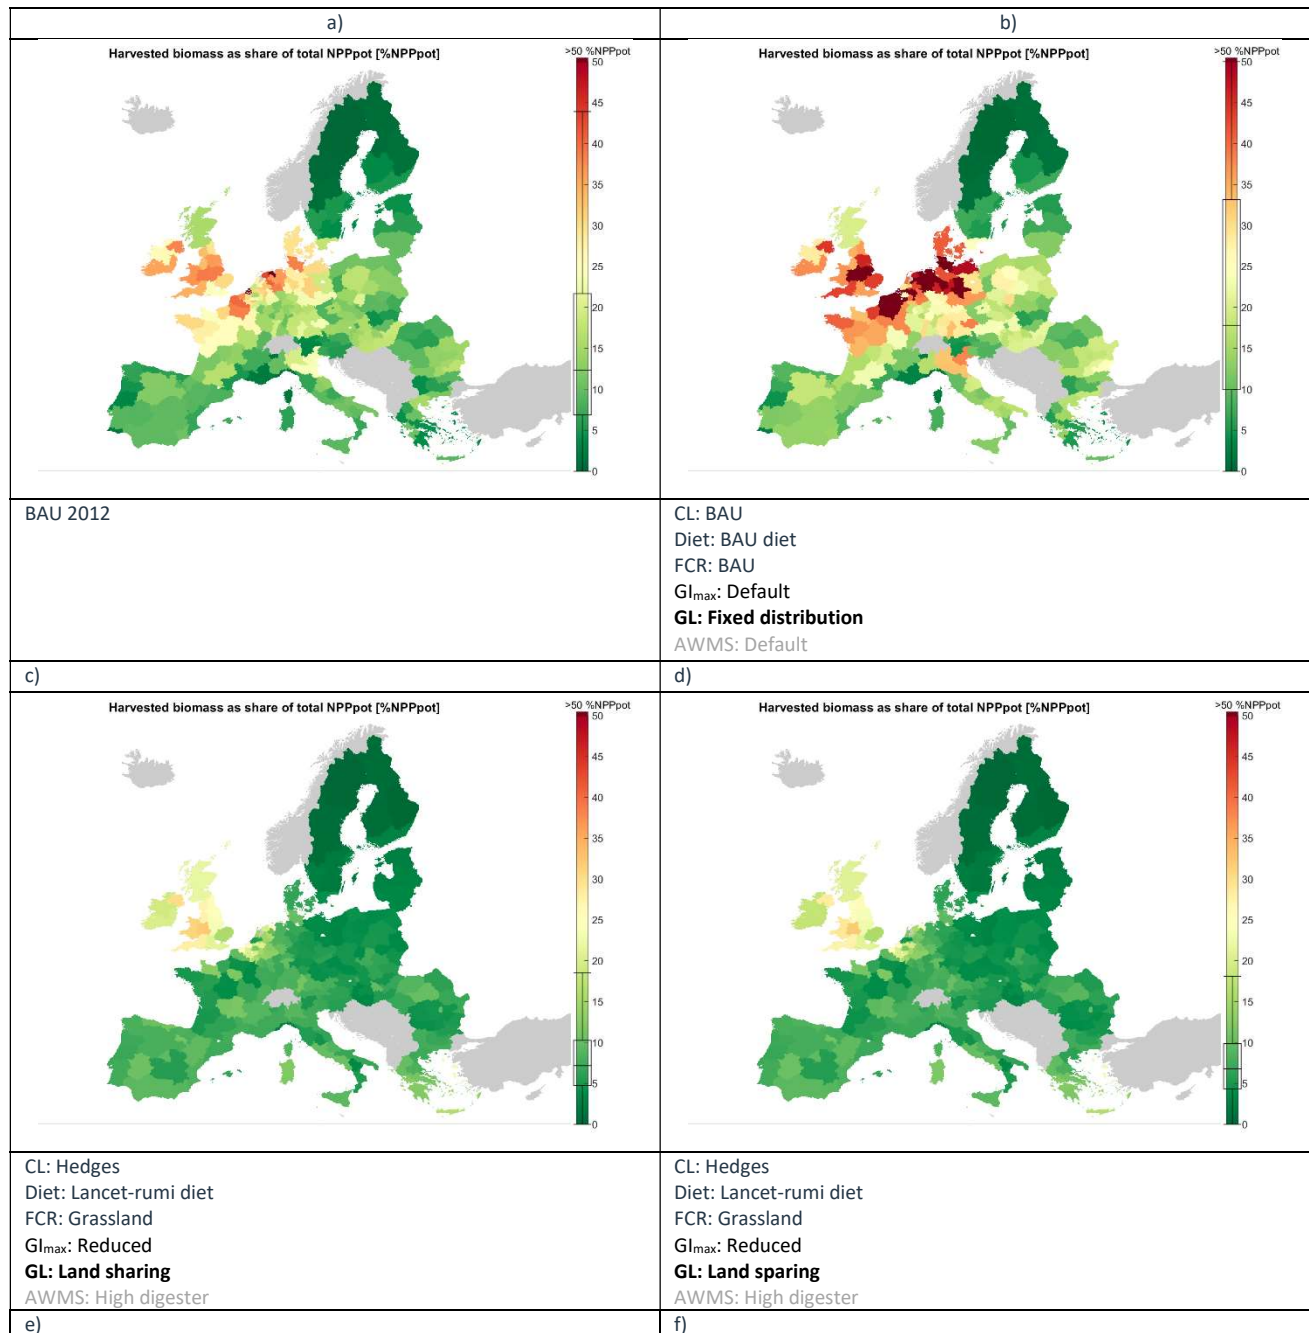 a)
b)
Harvested biomass as share of total NPPpot [%NPPpot]
>50 %NPPpot
50
45
40
35
30
25
20
15
10
5
0
Harvested biomass as share of total NPPpot [%NPPpot]
>50 %NPPpot
50
45
40
35
30
25
20
15
10
5
0
BAU 2012
CL: BAU
Diet: BAU diet
FCR: BAU
GImax: Default
GL: Fixed distribution
AWMS: Default
c)
d)
Harvested biomass as share of total NPPpot [%NPPpot]
>50 %NPPpot
50
45
40
35
30
25
20
15
10
5
0
Harvested biomass as share of total NPPpot [%NPPpot]
>50 %NPPpot
50
45
40
35
30
25
20
15
10
5
0
CL: Hedges
Diet: Lancet-rumi diet
FCR: Grassland
GImax: Reduced
GL: Land sharing
AWMS: High digester
CL: Hedges
Diet: Lancet-rumi diet
FCR: Grassland
GImax: Reduced
GL: Land sparing
AWMS: High digester
e)
f)